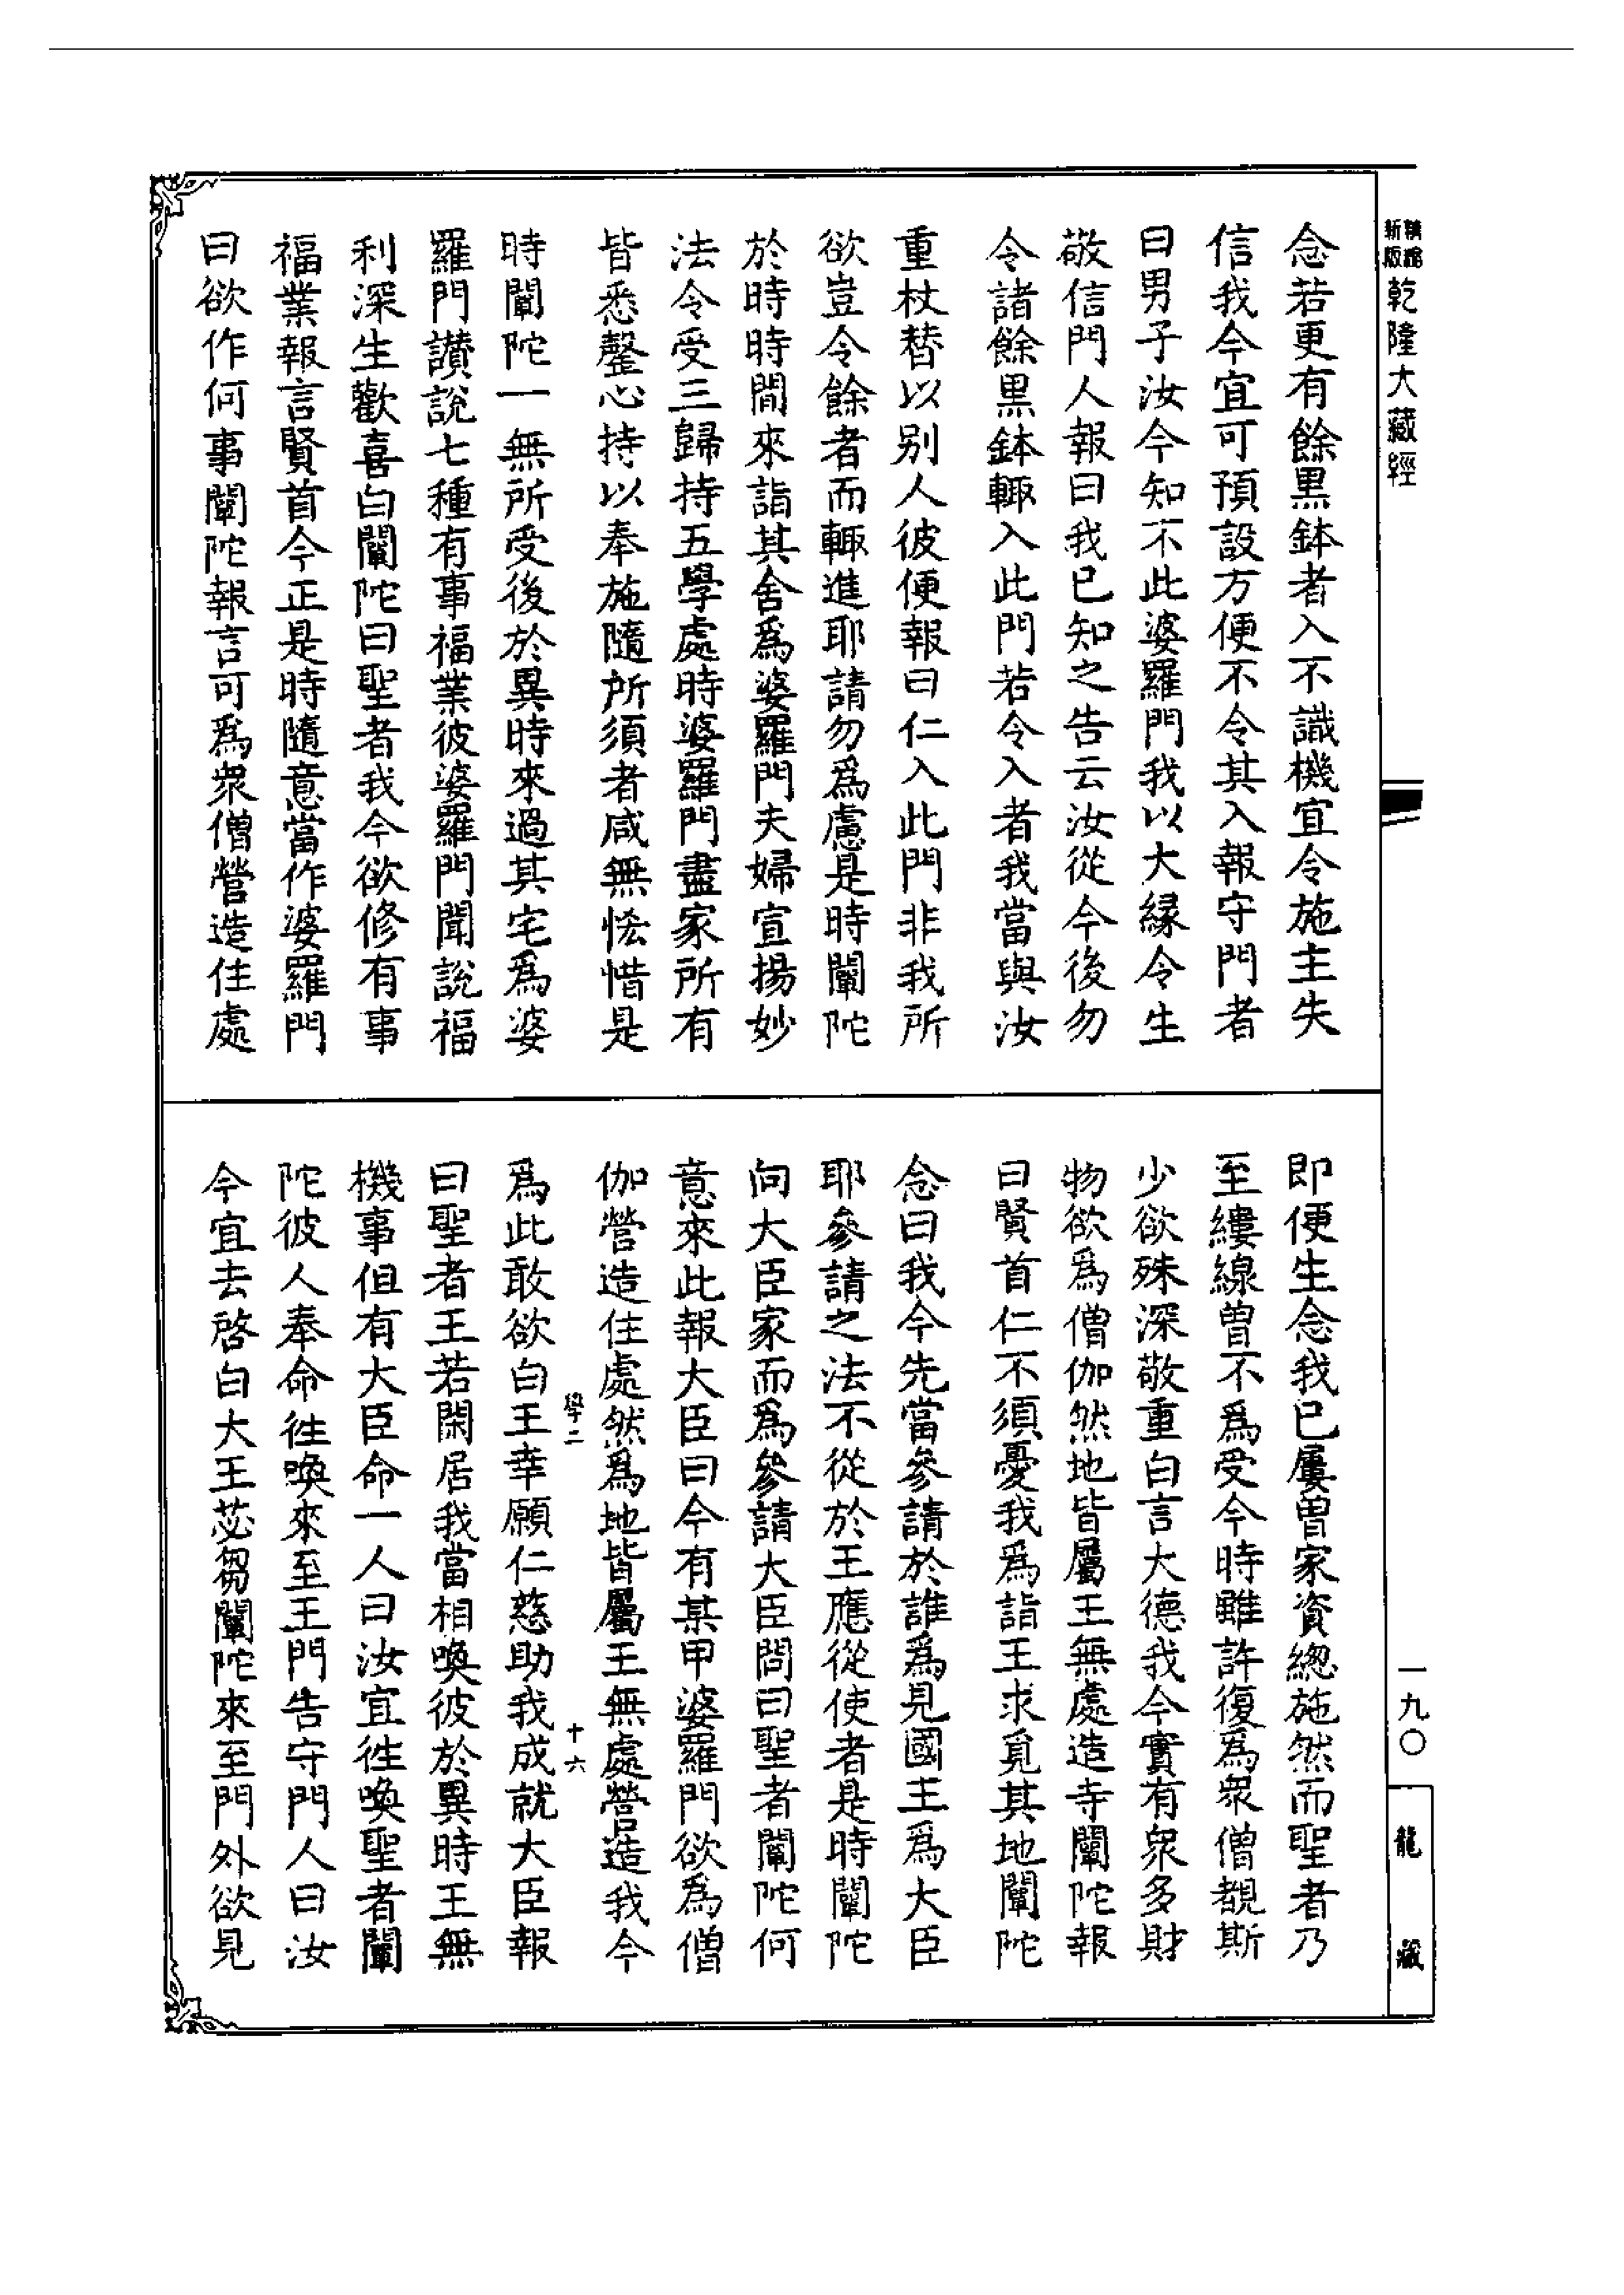 新版
乾隆大藏經
念若更有餘黑鉢者入不識機宜令施主失
信我今宜可預設方便不令其入報守門者
曰男子汝今知不此婆羅門我以大緣令生
敬信門人報曰我已知之告云汝從今後勿
令諸餘黑鉢輙入此門若令入者我當與汝
重杖替以别人彼便報曰仁入此門非我所
欲豈令餘者而輙進耶請勿爲慮是時闡陀
於時時間來詣其舍爲婆羅門夫婦宣揚妙
法令受三歸持五學處時婆羅門盡家所有
皆悉罄心持以奉施隨所須者咸無恡惜是
時闡陀一無所受後於異時來過其宅爲婆
羅門讃說七種有事福業彼婆羅門聞說福
利深生歡喜白闡陀曰聖者我今欲修有事
福業報言賢首今正是時隨意當作婆羅門
曰欲作何事闡陀報言可爲衆僧營造住處
即便生念我已屢曽家資總施然而聖者乃
至縷線曽不爲受今時雖許復爲衆僧覩斯
少欲殊深敬重白言大德我今實有衆多財
物欲爲僧伽然地皆屬王無處造寺闡陀報
曰賢首仁不須憂我爲詣王求覓其地闡陀
念曰我今先當參請於誰爲見國王爲大臣
耶參請之法不從於王應從使者是時闡陀
向大臣家而爲參請大臣問曰聖者闡陀何
意來此報大臣曰今有某甲婆羅門欲爲僧
伽營造住處然爲地皆屬王無處營造我今
學二
十六
爲此敢欲白王幸願仁慈助我成就大臣報
曰聖者王若閑居我當相喚彼於異時王無
機事但有大臣命一人曰汝宜徃喚聖者闡
陀彼人奉命徃喚來至王門告守門人曰汝
今宜去啓白大王苾芻闡陀來至門外欲見
一九〇
龍藏